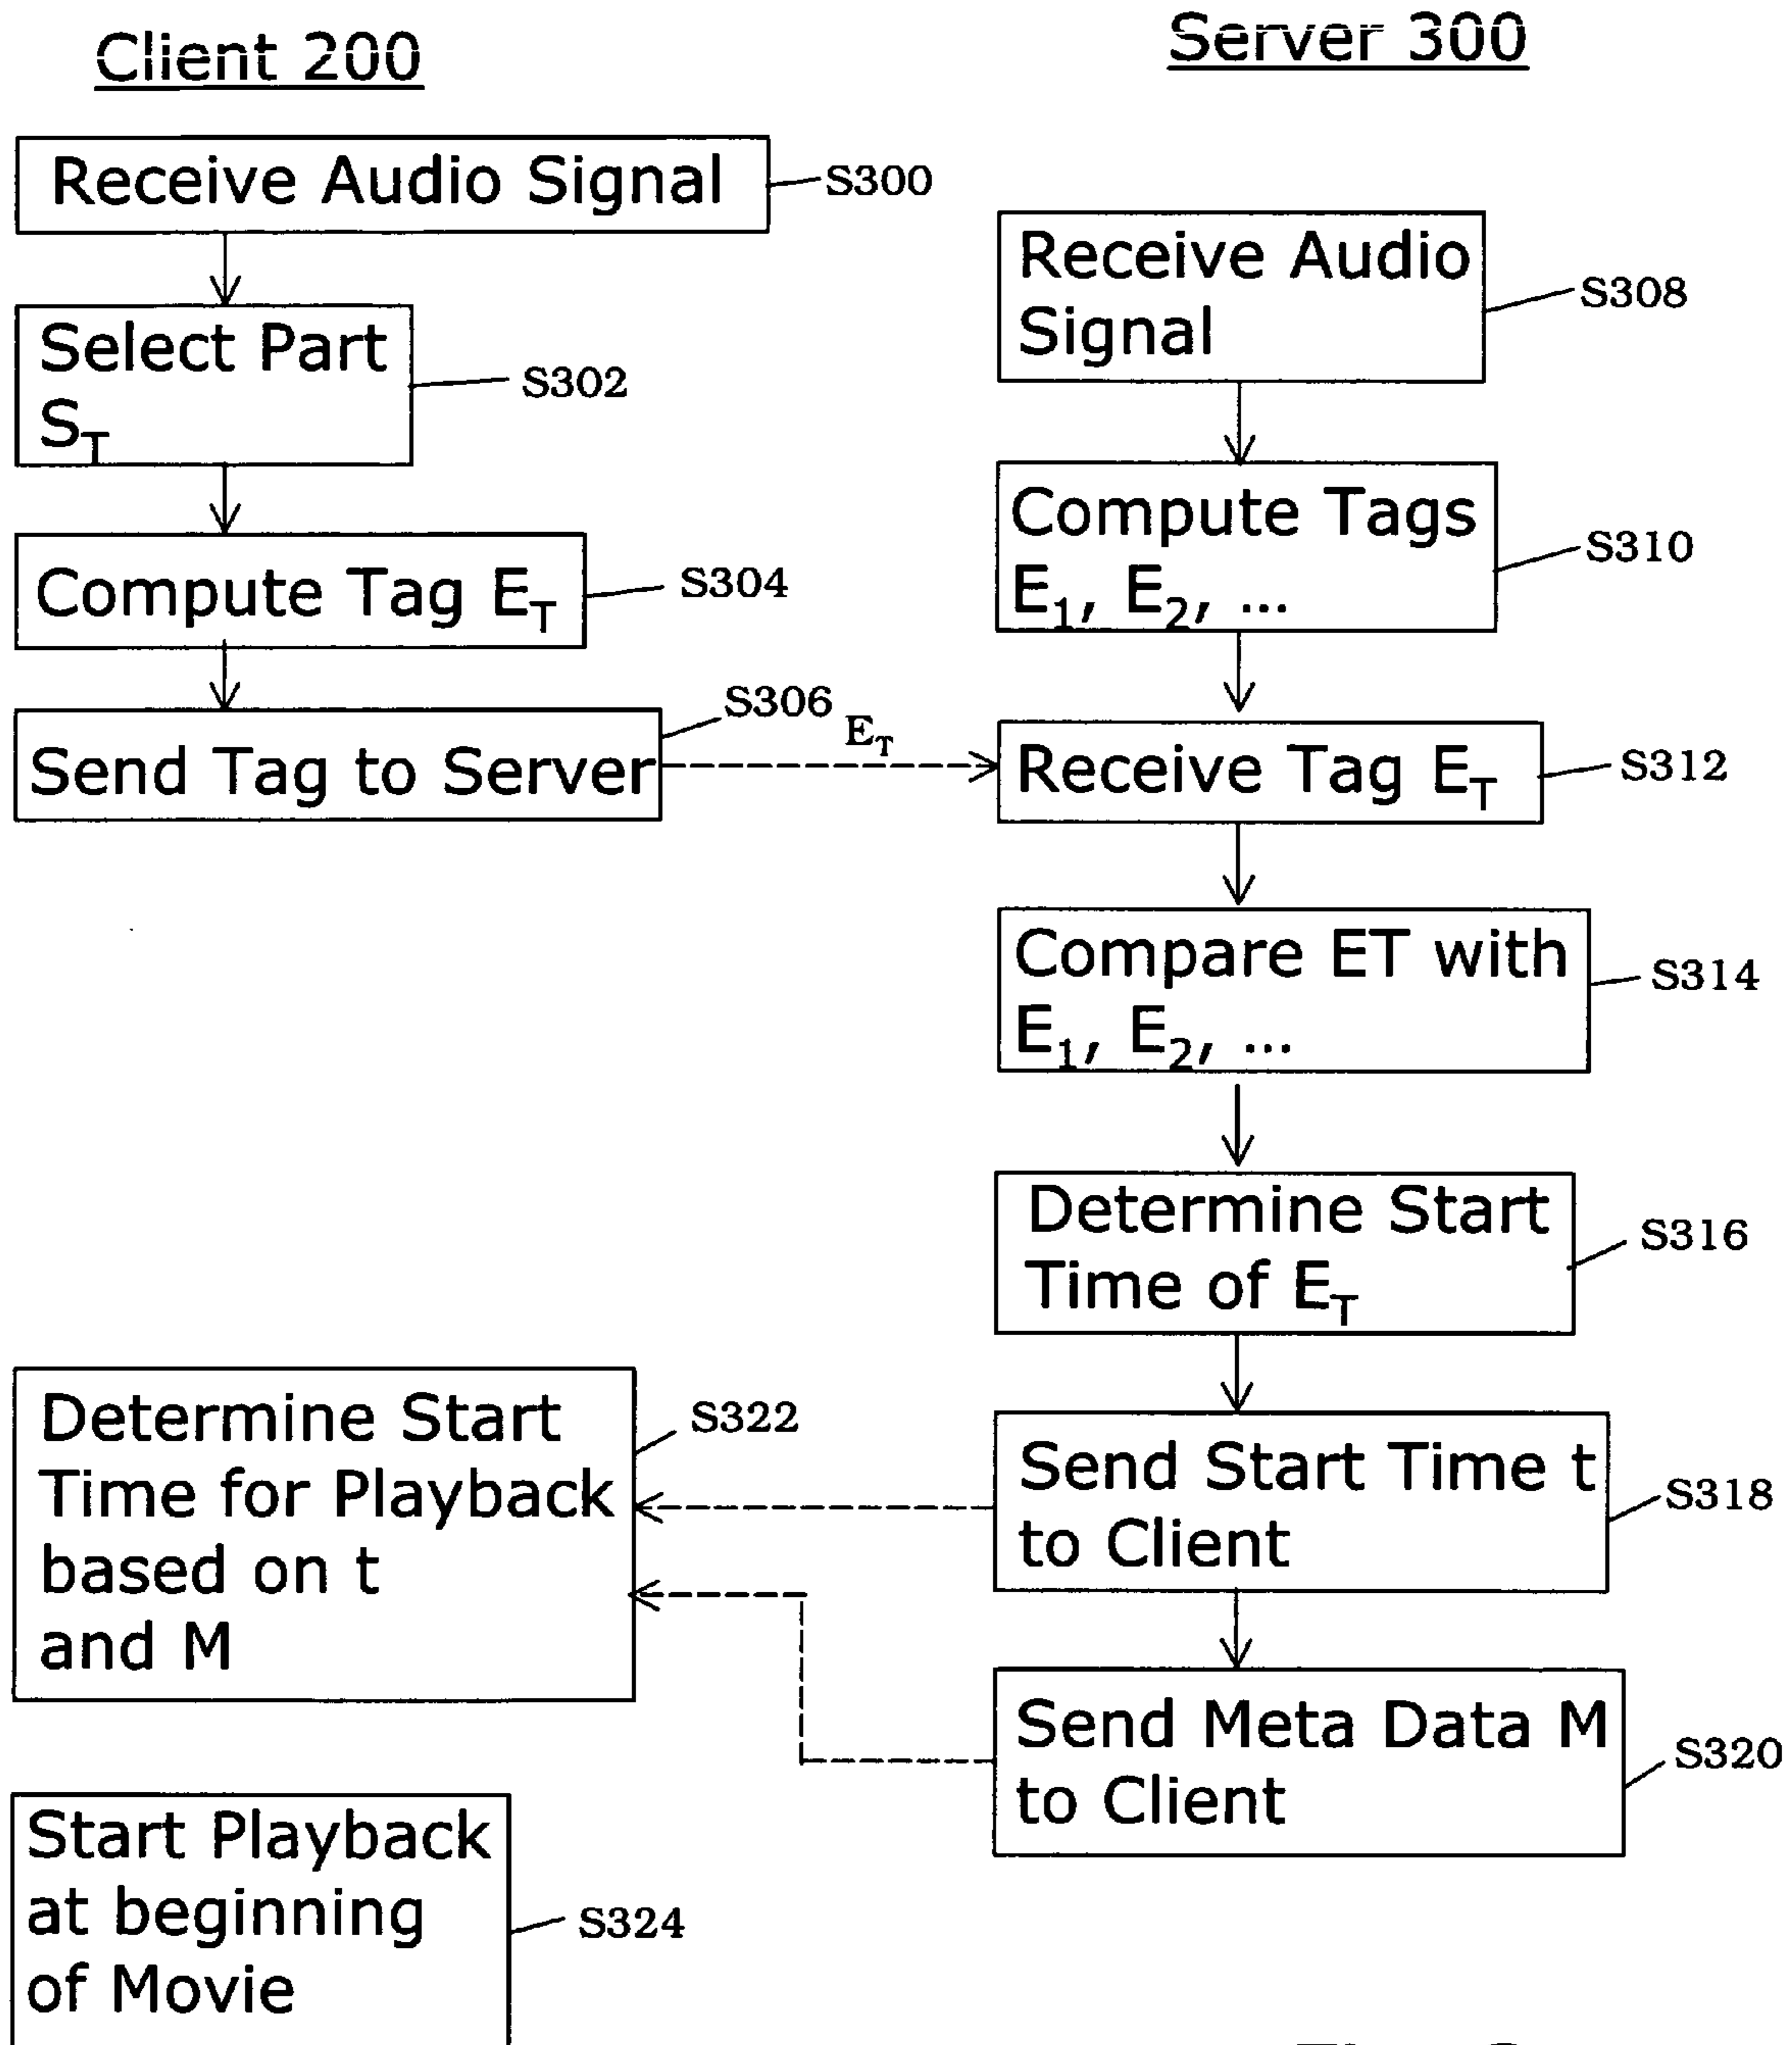 Client 200
Receive Audio Signal
S300
Select Part
S_T
S302
Compute Tag E_T
S304
Send Tag to Server
S306
E_T
Server 300
Receive Audio
Signal
S308
Compute Tags
E_1, E_2, ...
S310
Receive Tag E_T
S312
Compare ET with
E_1, E_2, ...
S314
Determine Start
Time of E_T
S316
Send Start Time t
to Client
S318
Send Meta Data M
to Client
S320
Determine Start
Time for Playback
based on t
and M
S322
Start Playback
at beginning
of Movie
S324